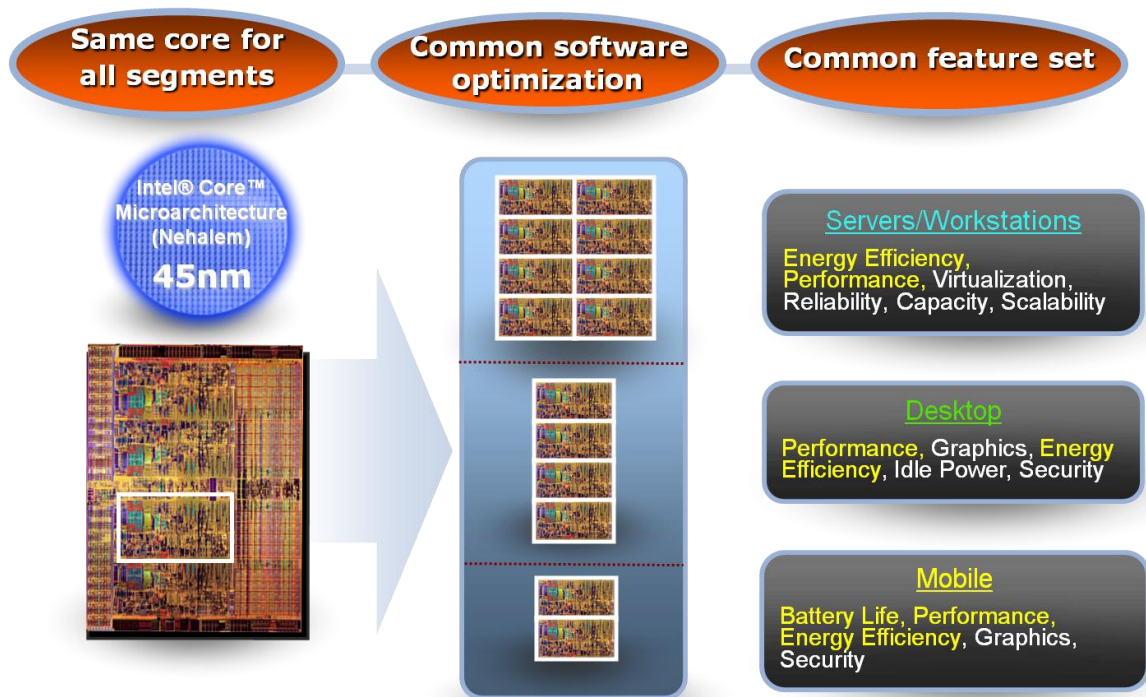 Same core for
all segments
Common software
optimization
Common feature set
Intel® Core™
Microarchitecture
(Nehalem)
45nm
Servers/Workstations
Energy Efficiency,
Performance, Virtualization,
Reliability, Capacity, Scalability
Desktop
Performance, Graphics, Energy
Efficiency, Idle Power, Security
Mobile
Battery Life, Performance,
Energy Efficiency, Graphics,
Security